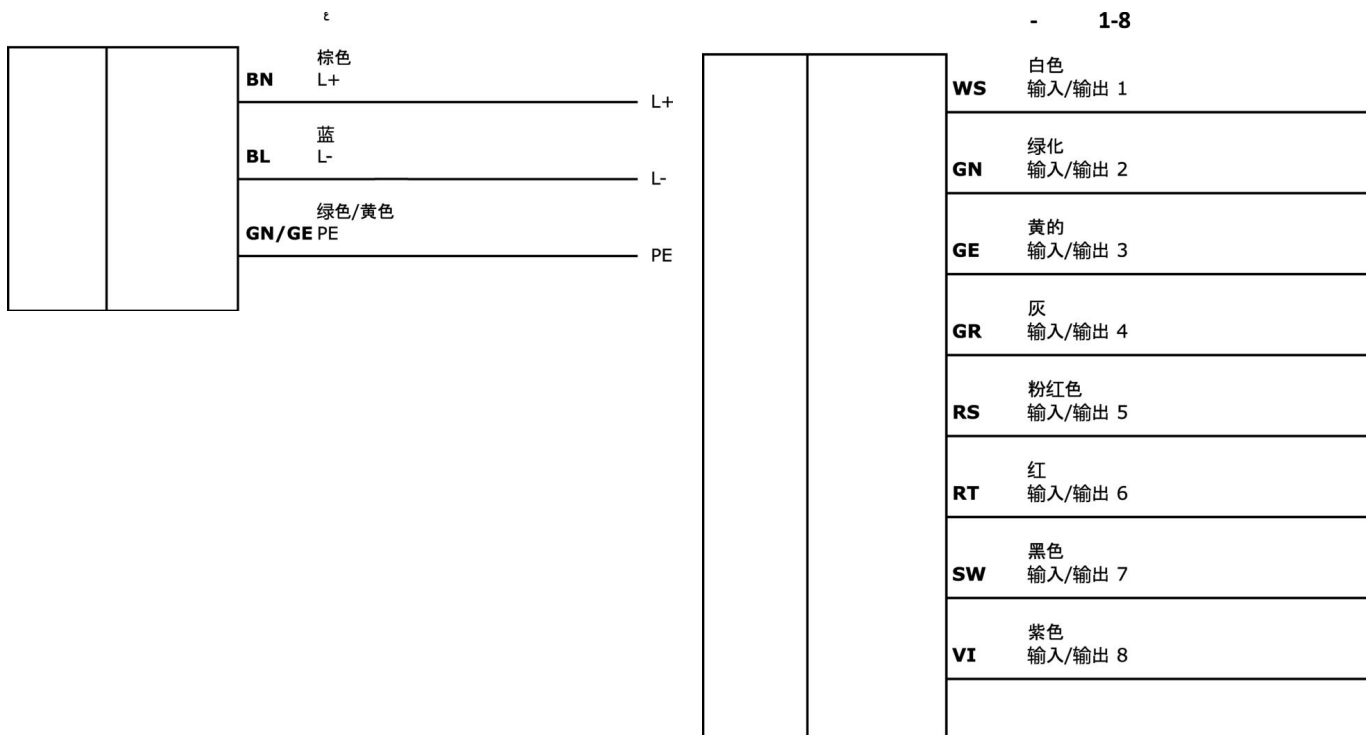 ع
棕色
BN L+
L+
蓝
BL L-
L-
绿色/黄色
GN/GE PE
PE
- 1-8
白色
WS 输入/输出 1
绿化
GN 输入/输出 2
黄的
GE 输入/输出 3
灰
GR 输入/输出 4
粉红色
RS 输入/输出 5
红
RT 输入/输出 6
黑色
SW 输入/输出 7
紫色
VI 输入/输出 8